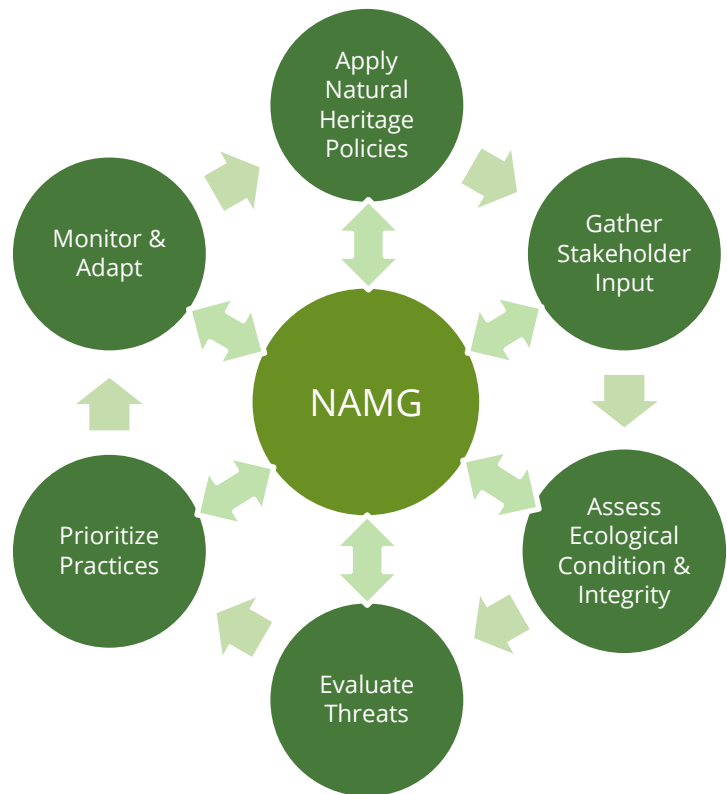 Apply
Natural
Heritage
Policies
Gather
Stakeholder
Input
Assess
Ecological
Condition &
Integrity
Evaluate
Threats
Prioritize
Practices
Monitor &
Adapt
NAMG